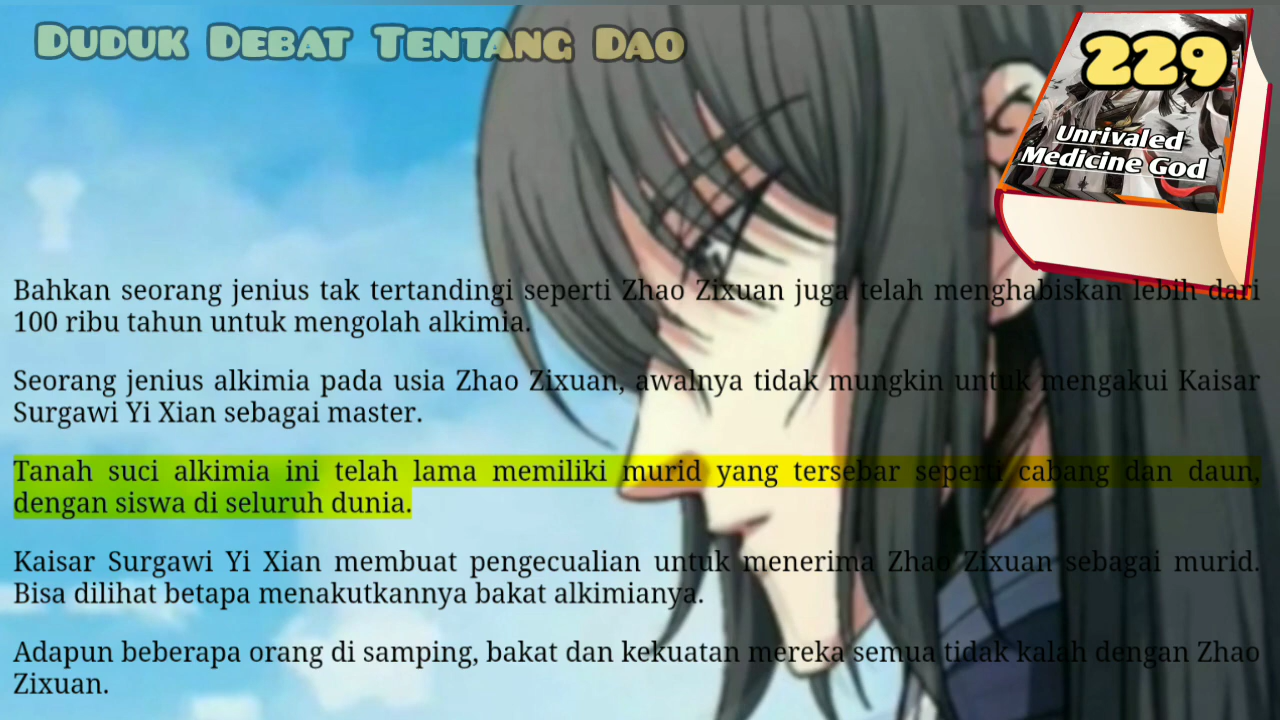 Duduk Debat Tentang Dao
229
Unrivaled
Medicine God
Bahkan seorang jenius tak tertandingi seperti Zhao Zixuan juga telah menghabiskan lebih dari
100 ribu tahun untuk mengolah alkimia.
Seorang jenius alkimia pada usia Zhao Zixuan, awalnya tidak mungkin untuk mengakui Kaisar
Surgawi Yi Xian sebagai master.
Tanah suci alkimia ini telah lama memiliki murid yang tersebar seperti cabang dan daun,
dengan siswa di seluruh dunia.
Kaisar Surgawi Yi Xian membuat pengecualian untuk menerima Zhao Zixuan sebagai murid.
Bisa dilihat betapa menakutkannya bakat alkimianya.
Adapun beberapa orang di samping, bakat dan kekuatan mereka semua tidak kalah dengan Zhao
Zixuan.